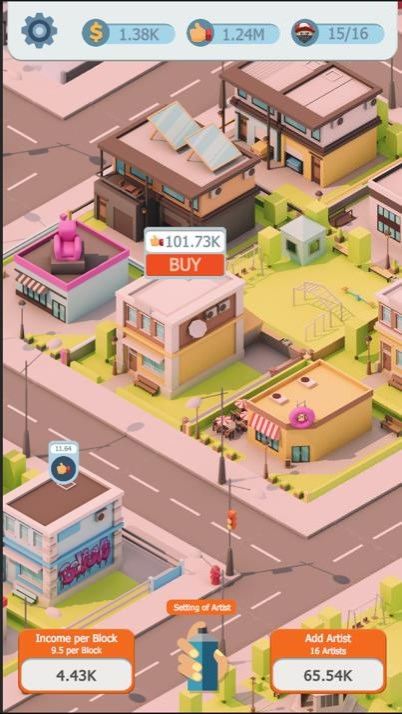 1.38K 1.24M 15/16
101.73K
BUY
11.64
Setting of Artist
Income per Block
9.5 per Block
4.43K
Add Artist
16 Artists
65.54K